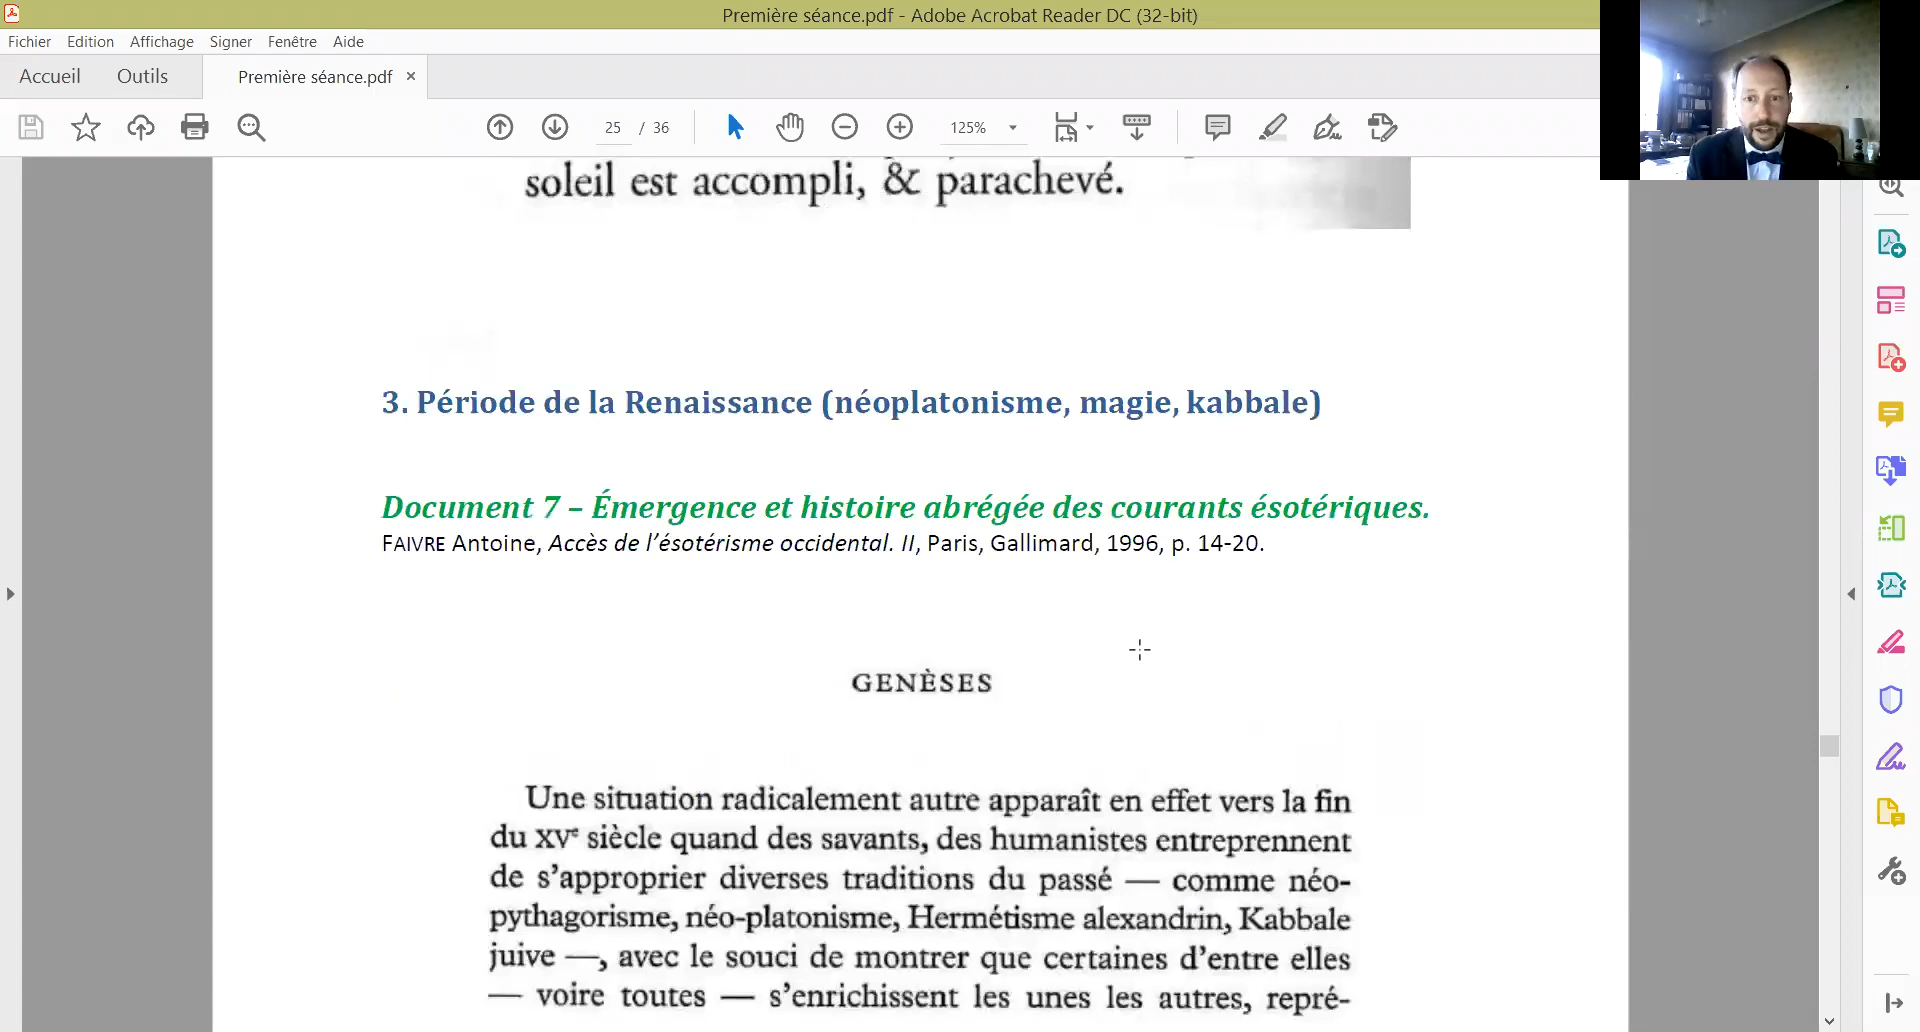 Première séance.pdf - Adobe Acrobat Reader DC (32-bit)
Fichier Edition Affichage Signer Fenêtre Aide
Accueil Outils Première séance.pdf ×
25 / 36 125%
soleil est accompli, & parachevé.
3. Période de la Renaissance (néoplatonisme, magie, kabbale)
Document 7 – Émergence et histoire abrégée des courants ésotériques.
FAIVRE Antoine, Accès de l’ésotérisme occidental. II, Paris, Gallimard, 1996, p. 14-20.
GENÈSES
Une situation radicalement autre apparaît en effet vers la fin
du XVe siècle quand des savants, des humanistes entreprennent
de s’approprier diverses traditions du passé — comme néo-
pythagorisme, néo-platonisme, Hermétisme alexandrin, Kabbale
juive —, avec le souci de montrer que certaines d’entre elles
— voire toutes — s’enrichissent les unes les autres, repré-